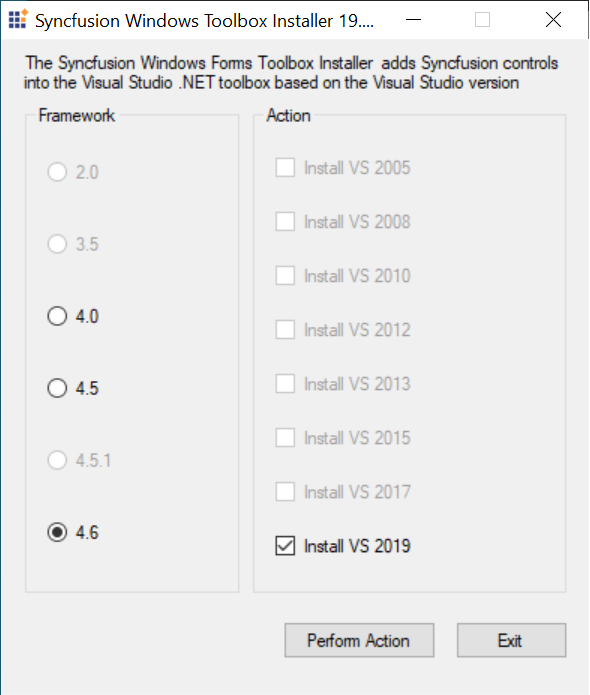 Syncfusion Windows Toolbox Installer 19....
The Syncfusion Windows Forms Toolbox Installer adds Syncfusion controls
into the Visual Studio .NET toolbox based on the Visual Studio version
Framework
2.0
3.5
4.0
4.5
4.5.1
4.6
Action
Install VS 2005
Install VS 2008
Install VS 2010
Install VS 2012
Install VS 2013
Install VS 2015
Install VS 2017
Install VS 2019
Perform Action
Exit